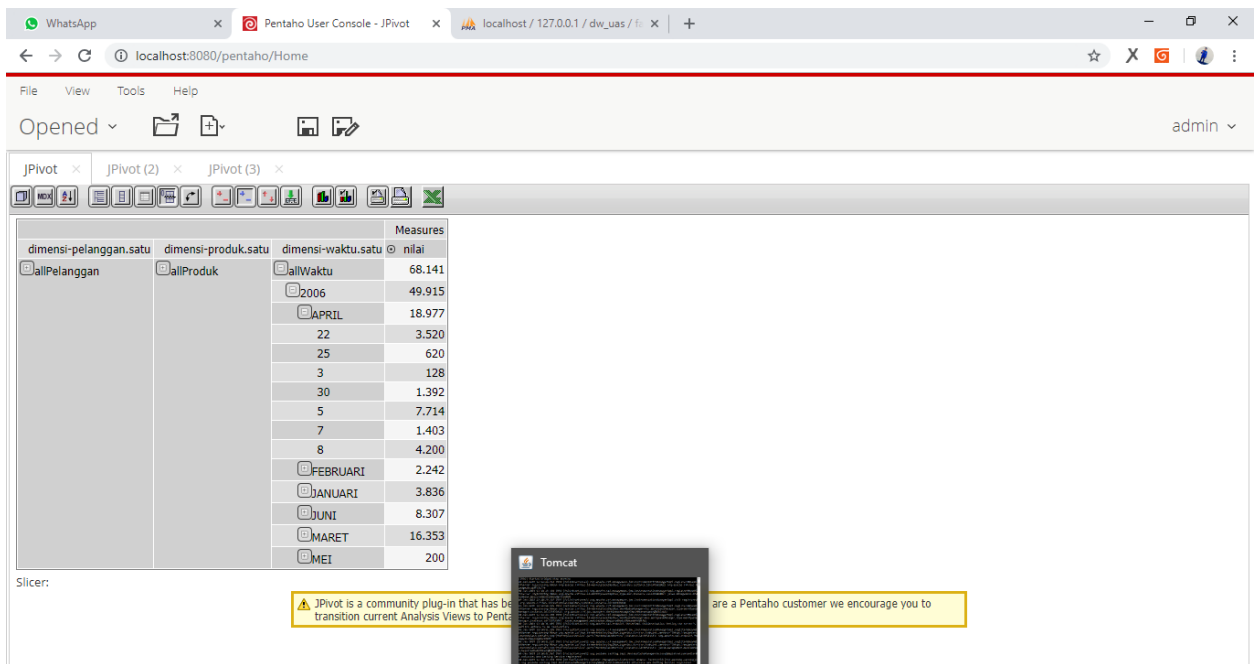 WhatsApp
Pentaho User Console - JPivot
localhost / 127.0.0.1 / dw_uas / fa
localhost:8080/pentaho/Home
File View Tools Help
Opened
admin
JPivot JPivot (2) JPivot (3)
MDX
Measures
dimensi-pelanggan.satu dimensi-produk.satu dimensi-waktu.satu nilai
allPelanggan allProduk allWaktu 68.141
2006 49.915
APRIL 18.977
22 3.520
25 620
3 128
30 1.392
5 7.714
7 1.403
8 4.200
FEBRUARI 2.242
JANUARI 3.836
JUNI 8.307
MARET 16.353
MEI 200
Slicer:
Tomcat
JPivot is a community plug-in that has be are a Pentaho customer we encourage you to
transition current Analysis Views to Penta